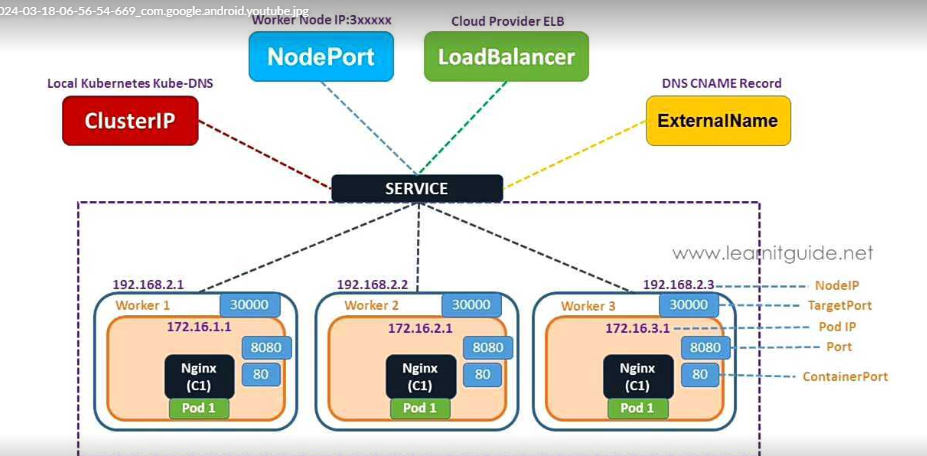 024-03-18-06-56-54-669_com.google.android.youtube.jpg
Worker Node IP:3xxxxx
Cloud Provider ELB
NodePort
LoadBalancer
Local Kubernetes Kube-DNS
DNS CNAME Record
ClusterIP
ExternalName
SERVICE
www.learnitguide.net
192.168.2.1
192.168.2.2
192.168.2.3
NodeIP
Worker 1
30000
Worker 2
30000
Worker 3
30000
TargetPort
172.16.1.1
172.16.2.1
172.16.3.1
Pod IP
8080
8080
8080
Port
Nginx
(C1)
80
Nginx
(C1)
80
Nginx
(C1)
80
ContainerPort
Pod 1
Pod 1
Pod 1